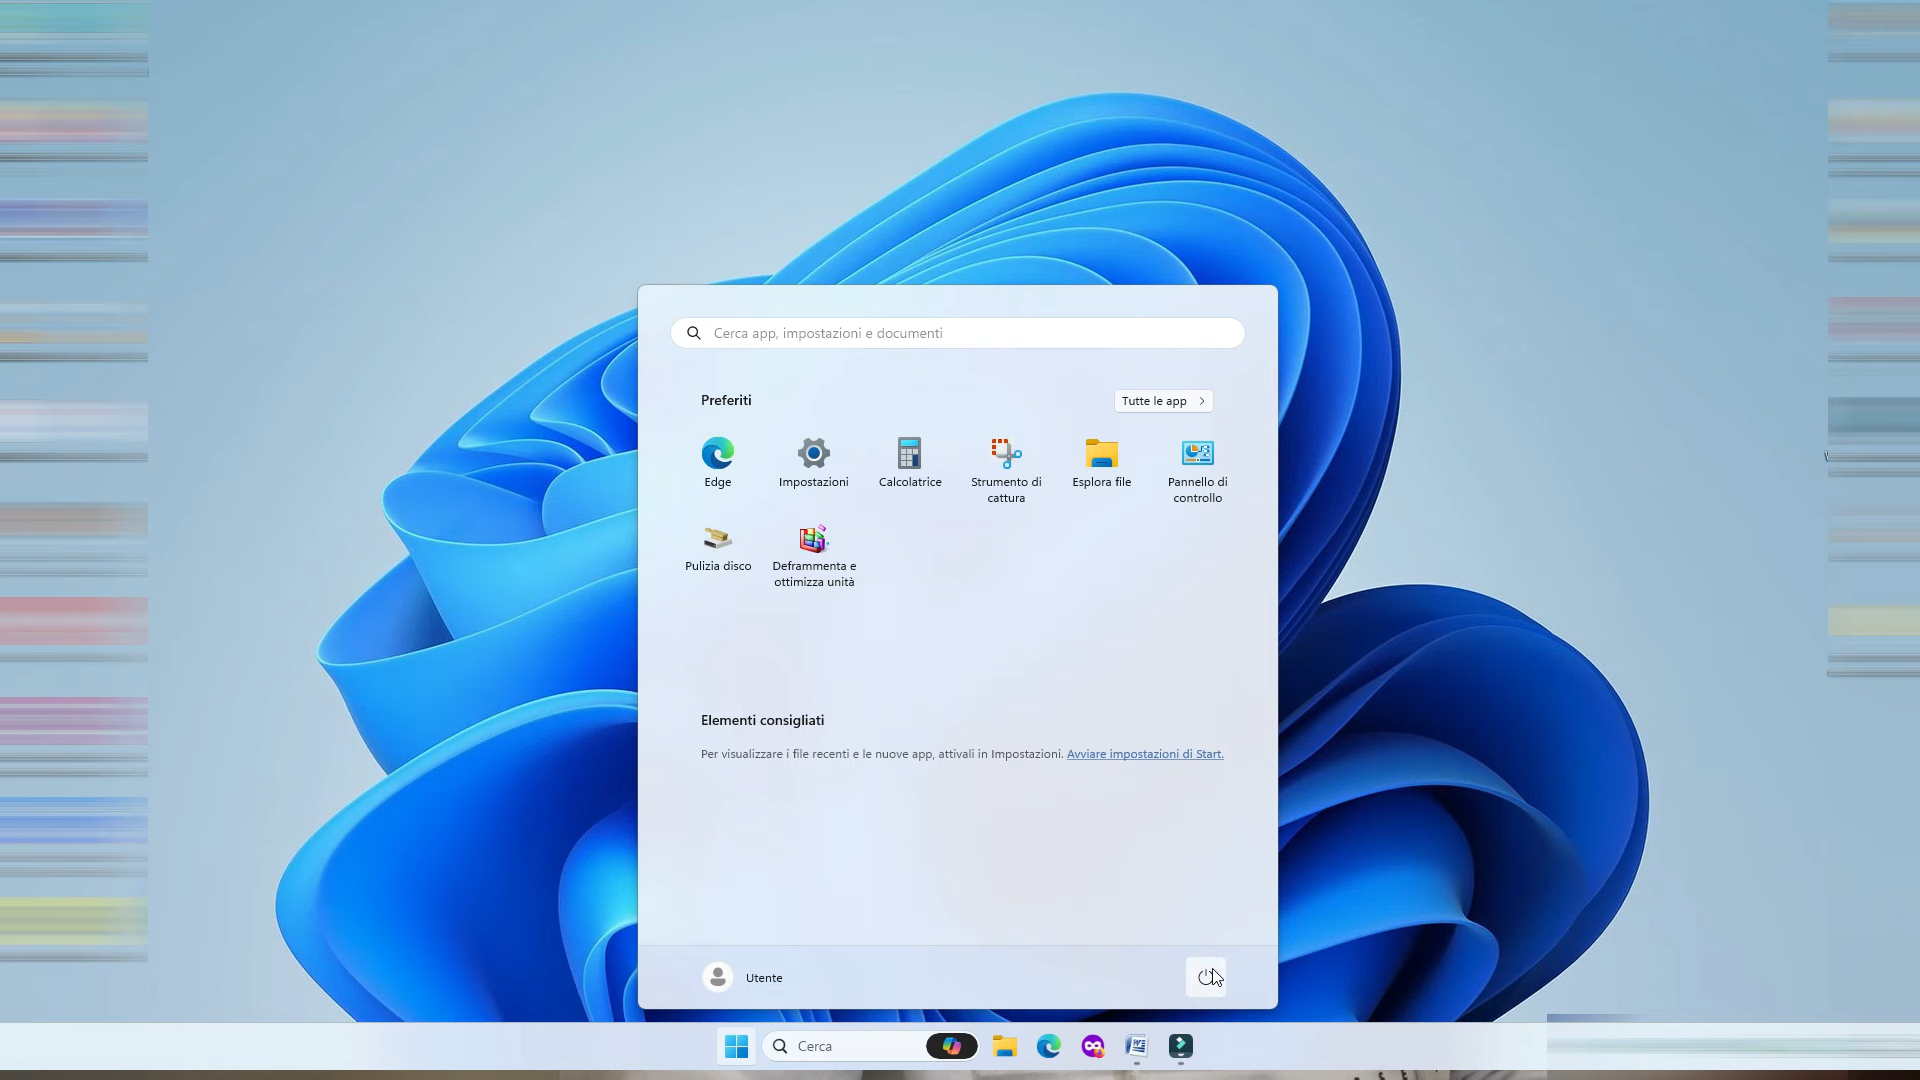 Cerca app, impostazioni e documenti
Preferiti
Tutte le app
Edge
Impostazioni
Calcolatrice
Strumento di
cattura
Esplora file
Pannello di
controllo
Pulizia disco
Deframmenta e
ottimizza unità
Elementi consigliati
Per visualizzare i file recenti e le nuove app, attivali in Impostazioni. Avviare impostazioni di Start.
Utente
Cerca